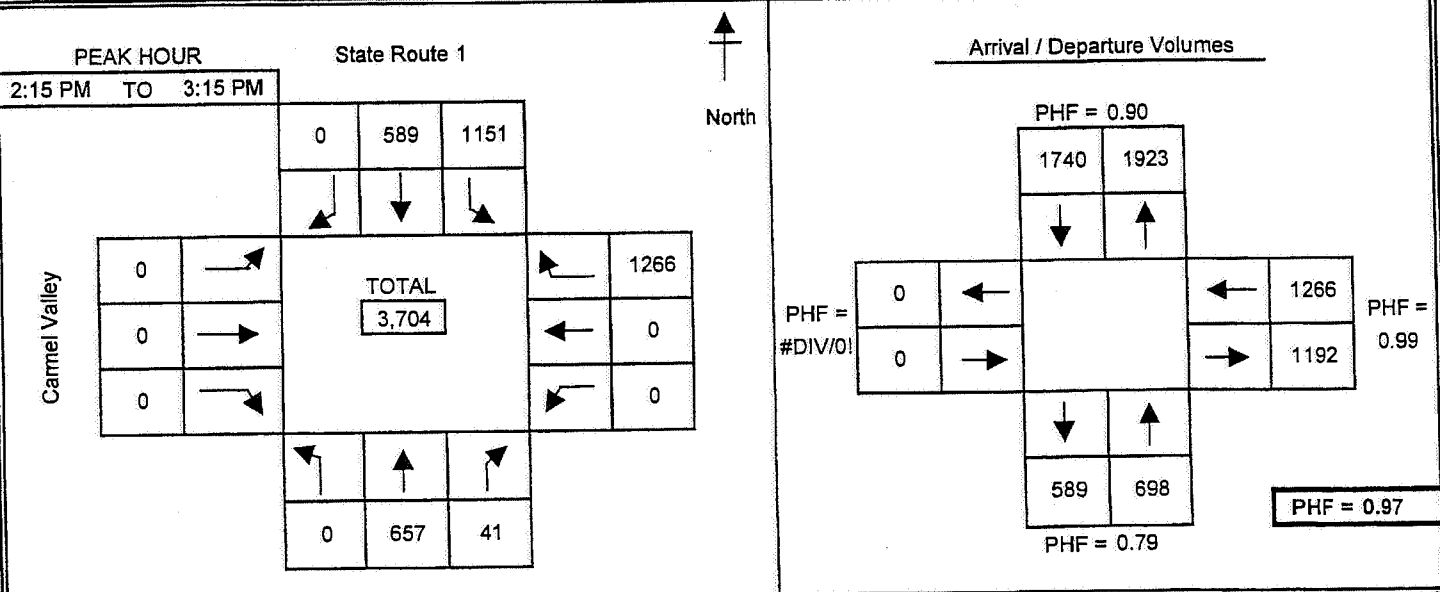 PEAK HOUR
State Route 1
2:15 PM TO 3:15 PM
North
0 589 1151
0
0
0
Carmel Valley
TOTAL
3,704
1266
0
0
0 657 41
Arrival / Departure Volumes
PHF = 0.90
1740 1923
PHF =
#DIV/0!
0
0
1266
1192
PHF =
0.99
589 698
PHF = 0.79
PHF = 0.97